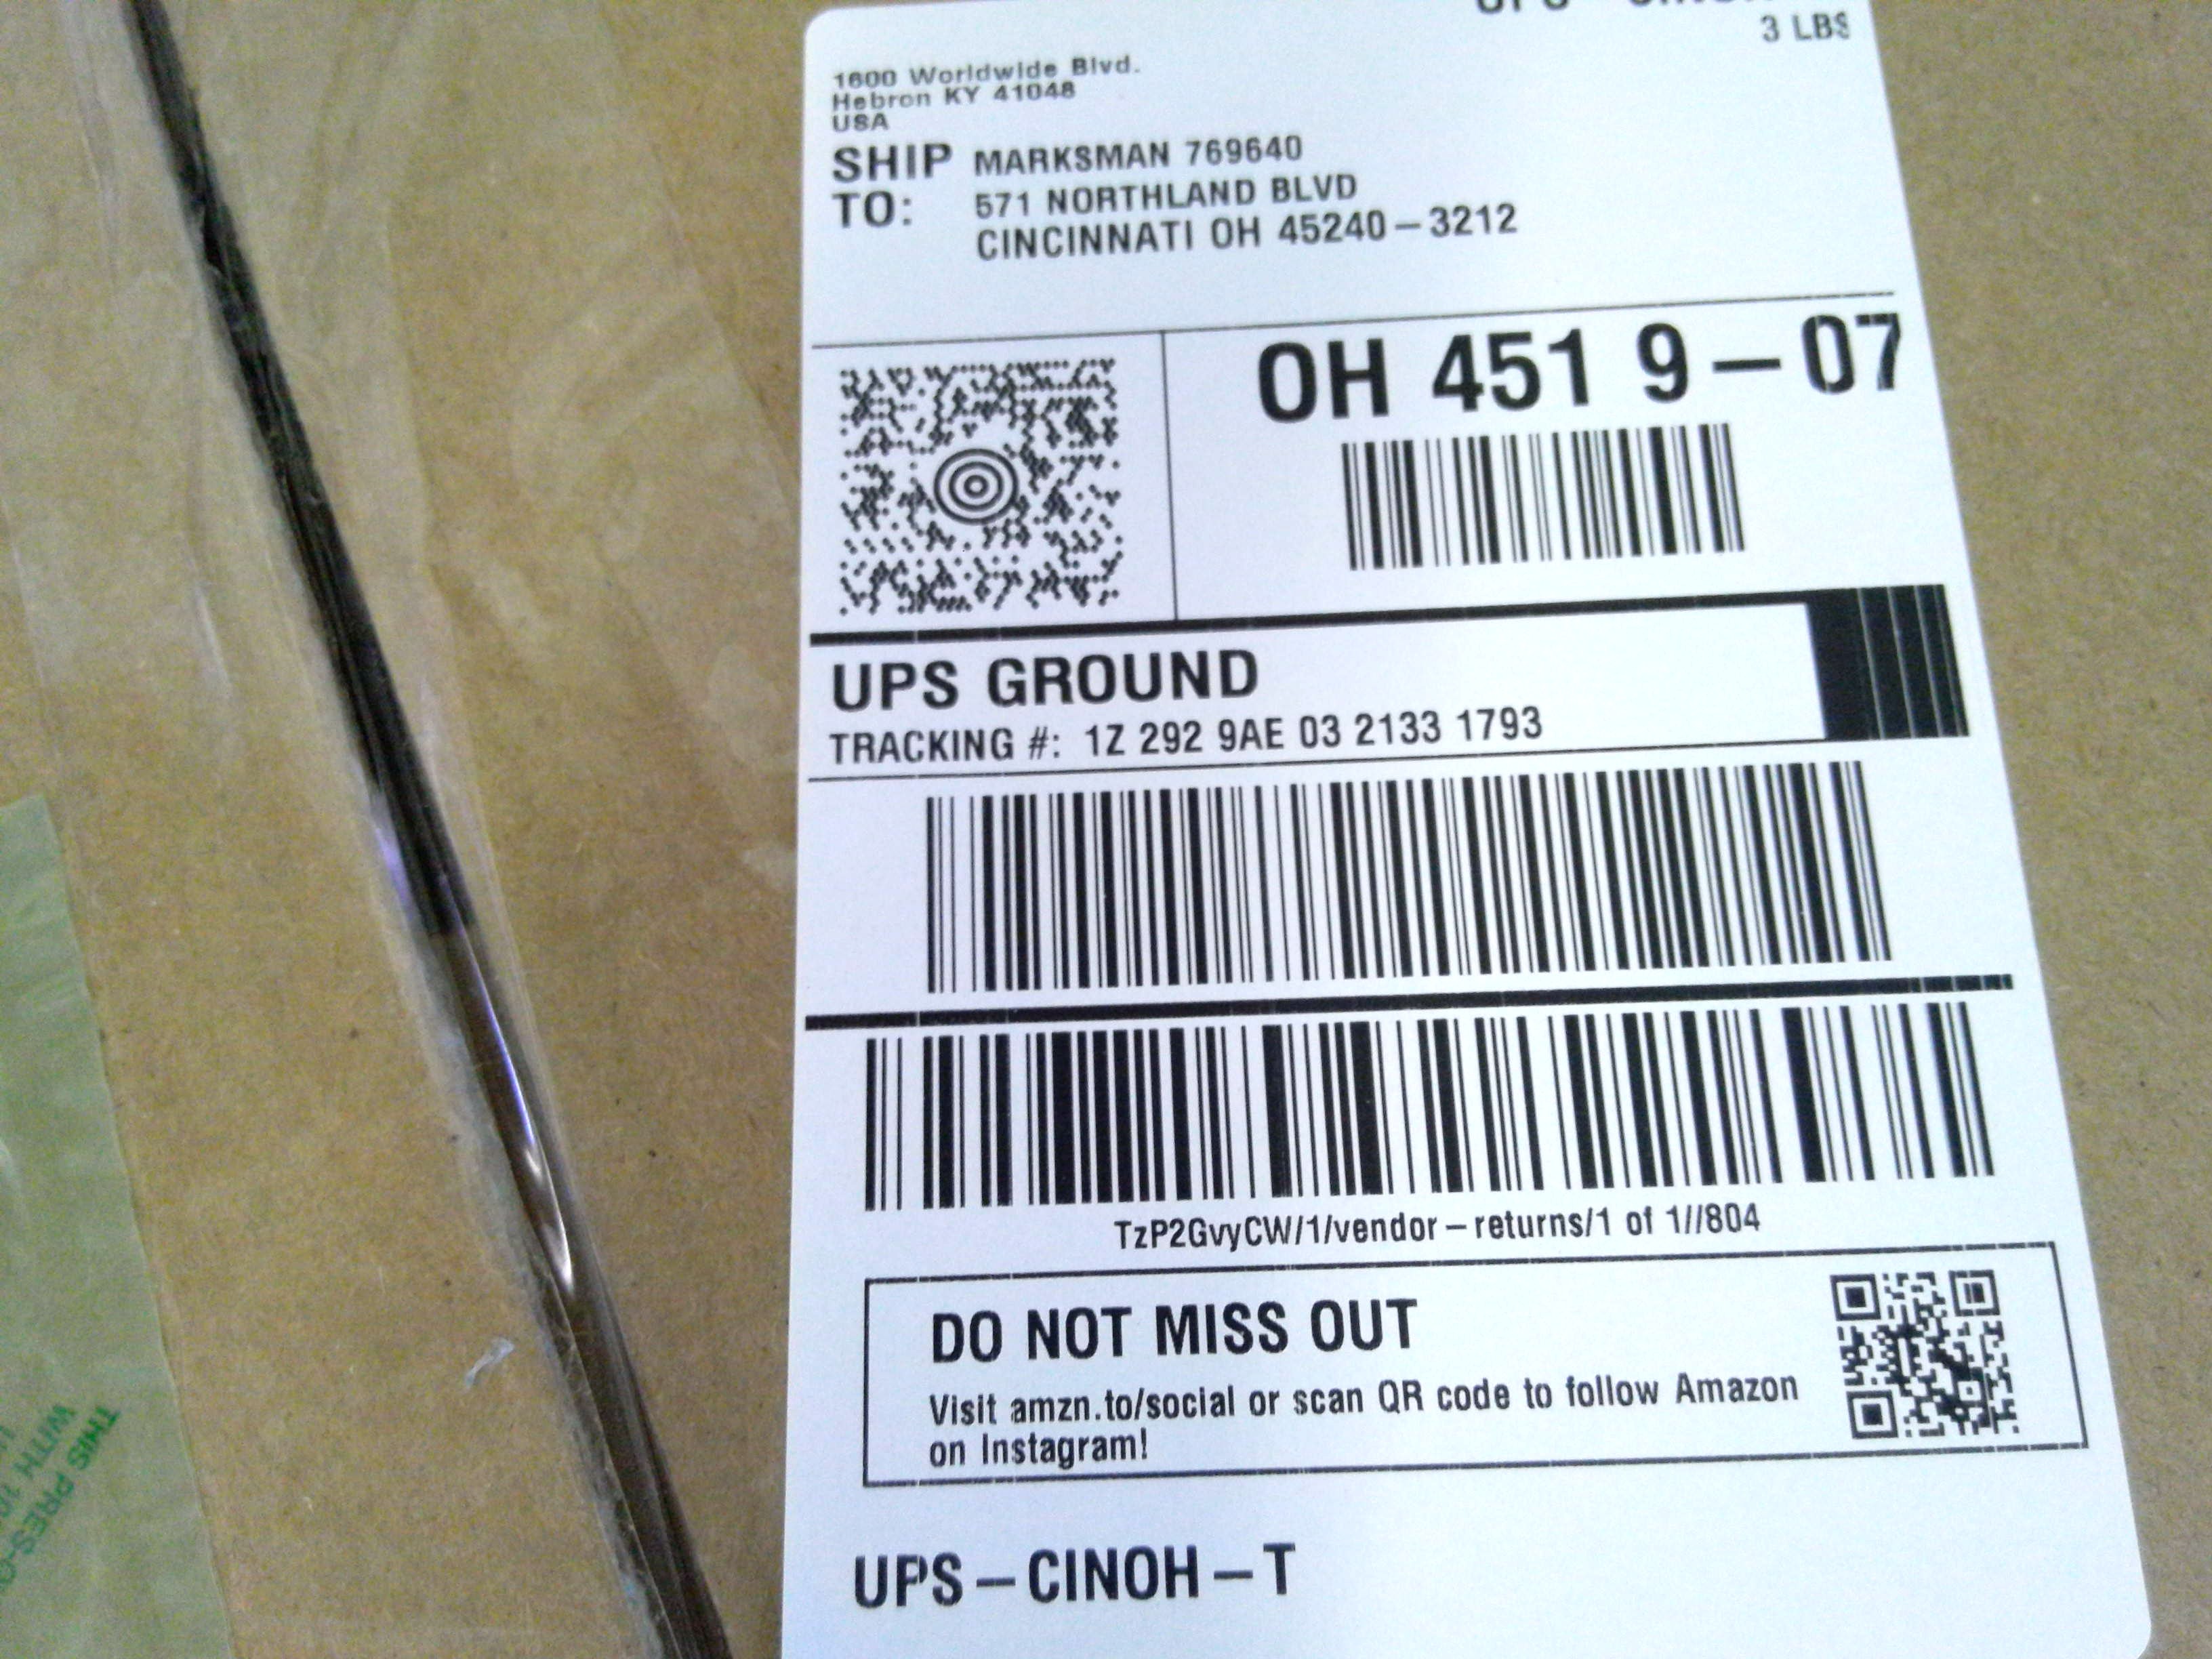 3 LBS
1600 Worldwide Blvd.
Hebron KY 41048
USA
SHIP TO: MARKSMAN 769640
571 NORTHLAND BLVD
CINCINNATI OH 45240-3212
OH 451 9-07
UPS GROUND
TRACKING #: 1Z 292 9AE 03 2133 1793
TzP2GvyCW/1/vendor-returns/1 of 1//804
DO NOT MISS OUT
Visit amzn.to/social or scan QR code to follow Amazon
on Instagram!
UPS-CINOH-T
THIS PRES
WITH